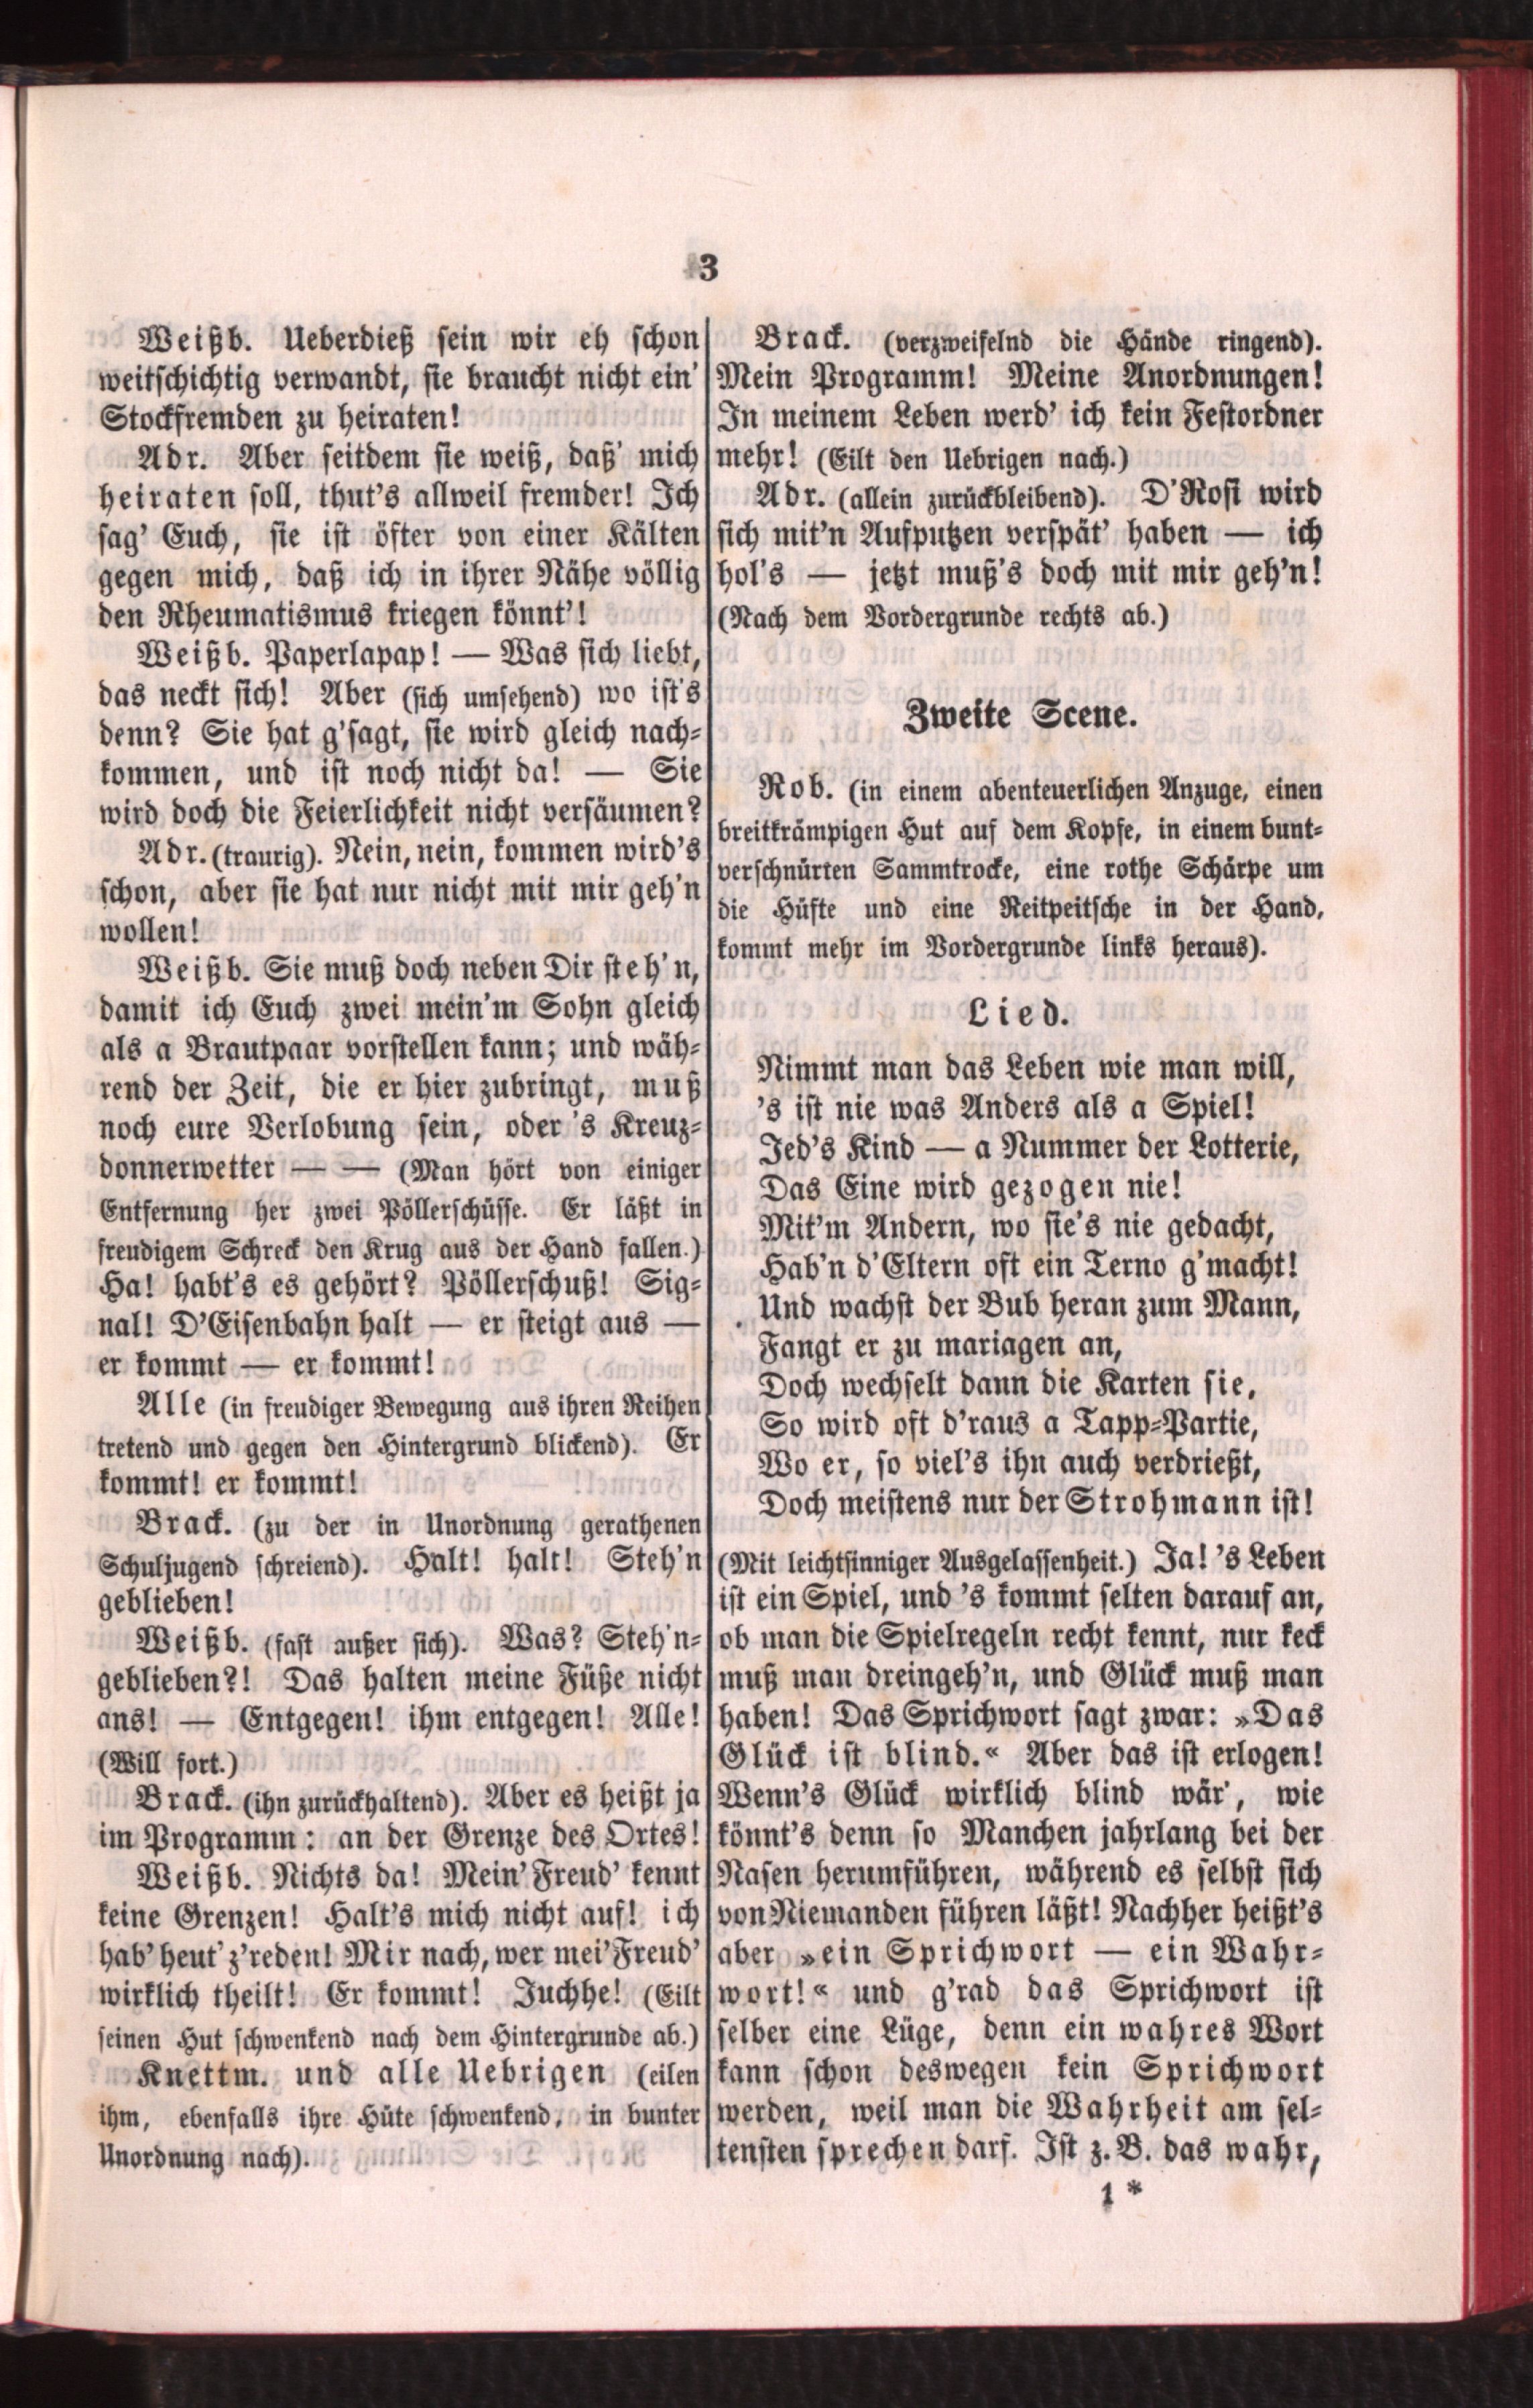 3
Weißb. Ueberdieß sein wir eh schon
weitschichtig verwandt, sie braucht nicht ein'
Stockfremden zu heiraten!
Adr. Aber seitdem sie weiß, daß' mich
heiraten soll, thut's allweil fremder! Ich
sag' Euch, sie ist öfter von einer Kälten
gegen mich, daß ich in ihrer Nähe völlig
den Rheumatismus kriegen könnt'!
Weißb. Paperlapap! — Was sich liebt,
das neckt sich! Aber (sich umsehend) wo ist's
denn? Sie hat g'sagt, sie wird gleich nach-
kommen, und ist noch nicht da! — Sie
wird doch die Feierlichkeit nicht versäumen?
Adr. (traurig). Nein, nein, kommen wird's
schon, aber sie hat nur nicht mit mir geh'n
wollen!
Weißb. Sie muß doch neben Dir steh'n,
damit ich Euch zwei mein'm Sohn gleich
als a Brautpaar vorstellen kann; und wäh-
rend der Zeit, die er hier zubringt, muß
noch eure Verlobung sein, oder 's Kreuz-
donnerwetter — — (Man hört von einiger
Entfernung her zwei Pöllerschüsse. Er läßt in
freudigem Schreck den Krug aus der Hand fallen.)
Ha! habt's es gehört? Pöllerschuß! Sig-
nal! D'Eisenbahn halt — er steigt aus —
er kommt — er kommt!
Alle (in freudiger Bewegung aus ihren Reihen
tretend und gegen den Hintergrund blickend). Er
kommt! er kommt!
Brack. (zu der in Unordnung gerathenen
Schuljugend schreiend). Halt! halt! Steh'n
geblieben!
Weißb. (fast außer sich). Was? Steh'n-
geblieben?! Das halten meine Füße nicht
ans! — Entgegen! ihm entgegen! Alle!
(Will fort.)
Brack. (ihn zurückhaltend). Aber es heißt ja
im Programm: an der Grenze des Ortes!
Weißb. Nichts da! Mein' Freud' kennt
keine Grenzen! Halt's mich nicht auf! ich
hab' heut' z'reden! Mir nach, wer mei' Freud'
wirklich theilt! Er kommt! Juchhe! (Eilt
seinen Hut schwenkend nach dem Hintergrunde ab.)
Knettm. und alle Uebrigen (eilen
ihm, ebenfalls ihre Hüte schwenkend, in bunter
Unordnung nach).
Brack. (verzweifelnd die Hände ringend).
Mein Programm! Meine Anordnungen!
In meinem Leben werd' ich kein Festordner
mehr! (Eilt den Uebrigen nach.)
Adr. (allein zurückbleibend). D'Rosi wird
sich mit'n Aufputzen verspät' haben — ich
hol's — jetzt muß's doch mit mir geh'n!
(Nach dem Vordergrunde rechts ab.)
Zweite Scene.
Rob. (in einem abenteuerlichen Anzuge, einen
breitkrämpigen Hut auf dem Kopfe, in einem bunt-
verschnürten Sammtrocke, eine rothe Schärpe um
die Hüfte und eine Reitpeitsche in der Hand,
kommt mehr im Vordergrunde links heraus).
Lied.
Nimmt man das Leben wie man will,
's ist nie was Anders als a Spiel!
Jed's Kind — a Nummer der Lotterie,
Das Eine wird gezogen nie!
Mit'm Andern, wo sie's nie gedacht,
Hab'n d'Eltern oft ein Terno g'macht!
Und wachst der Bub heran zum Mann,
Fangt er zu mariagen an,
Doch wechselt dann die Karten sie,
So wird oft d'raus a Tapp-Partie,
Wo er, so viel's ihn auch verdrießt,
Doch meistens nur der Strohmann ist!
(Mit leichtsinniger Ausgelassenheit.) Ja! 's Leben
ist ein Spiel, und 's kommt selten darauf an,
ob man die Spielregeln recht kennt, nur keck
muß man dreingeh'n, und Glück muß man
haben! Das Sprichwort sagt zwar: »Das
Glück ist blind.« Aber das ist erlogen!
Wenn's Glück wirklich blind wär', wie
könnt's denn so Manchen jahrlang bei der
Nasen herumführen, während es selbst sich
von Niemanden führen läßt! Nachher heißt's
aber »ein Sprichwort — ein Wahr-
wort!« und g'rad das Sprichwort ist
selber eine Lüge, denn ein wahres Wort
kann schon deswegen kein Sprichwort
werden, weil man die Wahrheit am sel-
tensten sprechen darf. Ist z. B. das wahr,
1*